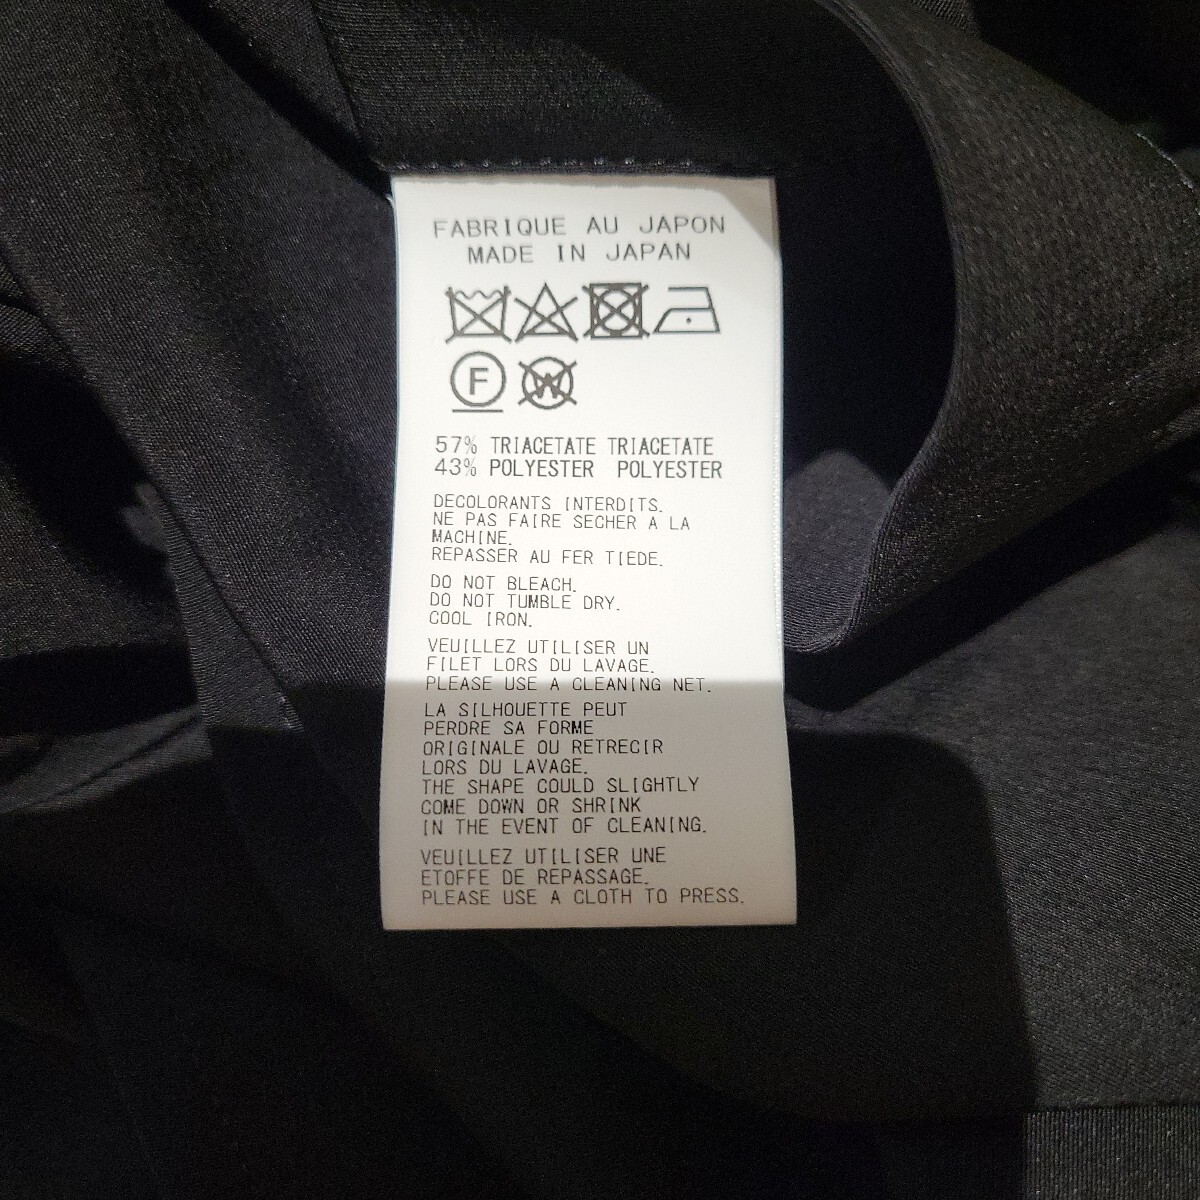 FABRIQUE AU JAPON
MADE IN JAPAN
F W
57% TRIACETATE TRIACETATE
43% POLYESTER POLYESTER
DECOLORANTS INTERDITS.
NE PAS FAIRE SECHER A LA
MACHINE.
REPASSER AU FER TIEDE.
DO NOT BLEACH.
DO NOT TUMBLE DRY.
COOL IRON.
VEUILLEZ UTILISER UN
FILET LORS DU LAVAGE.
PLEASE USE A CLEANING NET.
LA SILHOUETTE PEUT
PERDRE SA FORME
ORIGINALE OU RETRECIR
LORS DU LAVAGE.
THE SHAPE COULD SLIGHTLY
COME DOWN OR SHRINK
IN THE EVENT OF CLEANING.
VEUILLEZ UTILISER UNE
ETOFFE DE REPASSAGE.
PLEASE USE A CLOTH TO PRESS.